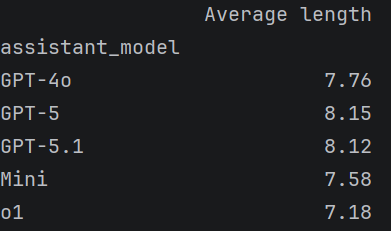 Average length
assistant_model
GPT-4o 7.76
GPT-5 8.15
GPT-5.1 8.12
Mini 7.58
o1 7.18